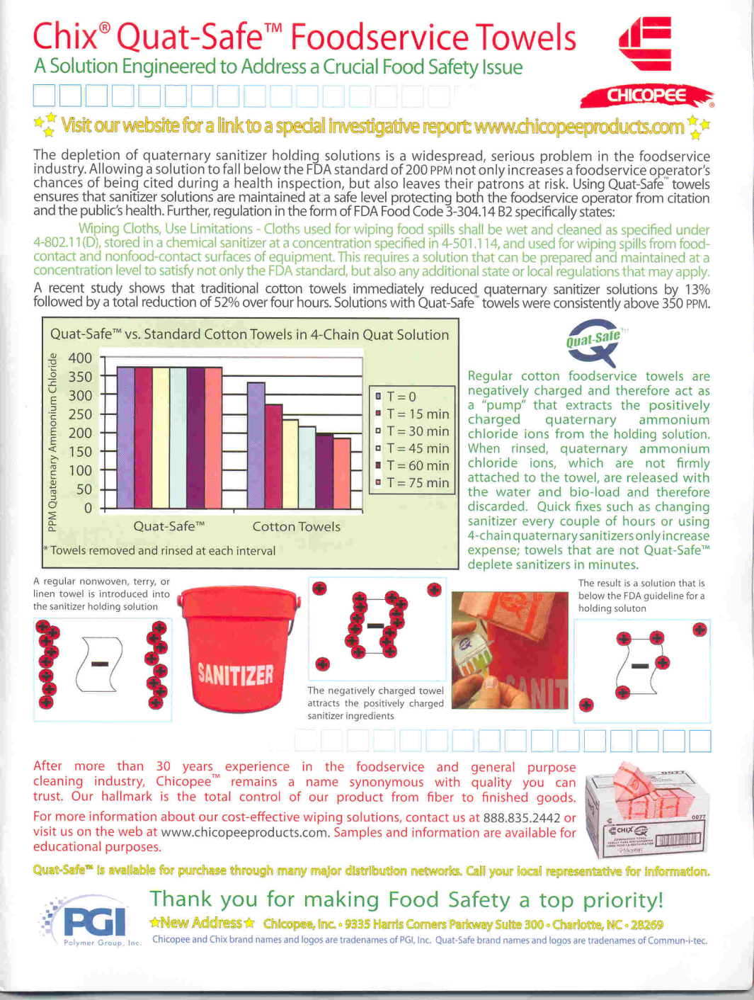 Chix® Quat-Safe™ Foodservice Towels
A Solution Engineered to Address a Crucial Food Safety Issue
CHICOPEE®
Visit our website for a link to a special investigative report: www.chicopeeproducts.com
The depletion of quaternary sanitizer holding solutions is a widespread, serious problem in the foodservice
industry. Allowing a solution to fall below the FDA standard of 200 PPM not only increases a foodservice operator's
chances of being cited during a health inspection, but also leaves their patrons at risk. Using Quat-Safe™ towels
ensures that sanitizer solutions are maintained at a safe level protecting both the foodservice operator from citation
and the public's health. Further, regulation in the form of FDA Food Code 3-304.14 B2 specifically states:
Wiping Cloths, Use Limitations - Cloths used for wiping food spills shall be wet and cleaned as specified under
4-802.11(D), stored in a chemical sanitizer at a concentration specified in 4-501.114, and used for wiping spills from food-
contact and nonfood-contact surfaces of equipment. This requires a solution that can be prepared and maintained at a
concentration level to satisfy not only the FDA standard, but also any additional state or local regulations that may apply.
A recent study shows that traditional cotton towels immediately reduced quaternary sanitizer solutions by 13%
followed by a total reduction of 52% over four hours. Solutions with Quat-Safe™ towels were consistently above 350 PPM.
Quat-Safe™ vs. Standard Cotton Towels in 4-Chain Quat Solution
PPM Quaternary Ammonium Chloride
400
350
300
250
200
150
100
50
0
Quat-Safe™ Cotton Towels
T = 0
T = 15 min
T = 30 min
T = 45 min
T = 60 min
T = 75 min
* Towels removed and rinsed at each interval
Quat-Safe™
Regular cotton foodservice towels are
negatively charged and therefore act as
a "pump" that extracts the positively
charged quaternary ammonium
chloride ions from the holding solution.
When rinsed, quaternary ammonium
chloride ions, which are not firmly
attached to the towel, are released with
the water and bio-load and therefore
discarded. Quick fixes such as changing
sanitizer every couple of hours or using
4-chain quaternary sanitizers only increase
expense; towels that are not Quat-Safe™
deplete sanitizers in minutes.
A regular nonwoven, terry, or
linen towel is introduced into
the sanitizer holding solution
SANITIZER
The negatively charged towel
attracts the positively charged
sanitizer ingredients
SANIT
The result is a solution that is
below the FDA guideline for a
holding soluton
After more than 30 years experience in the foodservice and general purpose
cleaning industry, Chicopee™ remains a name synonymous with quality you can
trust. Our hallmark is the total control of our product from fiber to finished goods.
For more information about our cost-effective wiping solutions, contact us at 888.835.2442 or
visit us on the web at www.chicopeeproducts.com. Samples and information are available for
educational purposes.
0077
0077
CHIX
Quat-Safe™ is available for purchase through many major distribution networks. Call your local representative for information.
PGI
Polymer Group, Inc.
Thank you for making Food Safety a top priority!
New Address Chicopee, Inc. • 9335 Harris Corners Parkway Suite 300 • Charlotte, NC • 28269
Chicopee and Chix brand names and logos are tradenames of PGI, Inc. Quat-Safe brand names and logos are tradenames of Commun-i-tec.